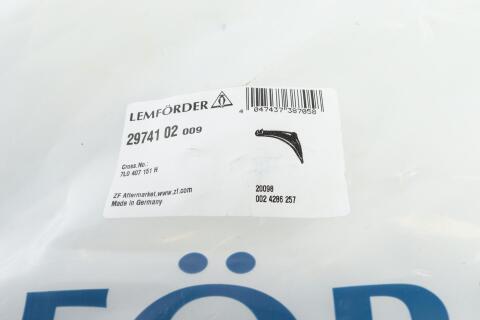 LEMFÖRDER
4 047437 387058
29741 02 009
Cross.No.:
7L0 407 151 H
ZF Aftermarket,www.zf.com
Made in Germany
20098
002 4286 257
FÖR